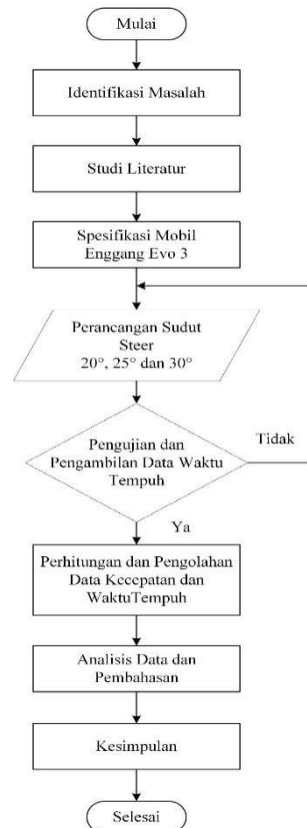 Mulai
Identifikasi Masalah
Studi Literatur
Spesifikasi Mobil
Enggang Evo 3
Perancangan Sudut
Steer
20°, 25° dan 30°
Pengujian dan
Pengambilan Data Waktu
Tempuh
Tidak
Ya
Perhitungan dan Pengolahan
Data Kecepatan dan
WaktuTempuh
Analisis Data dan
Pembahasan
Kesimpulan
Selesai